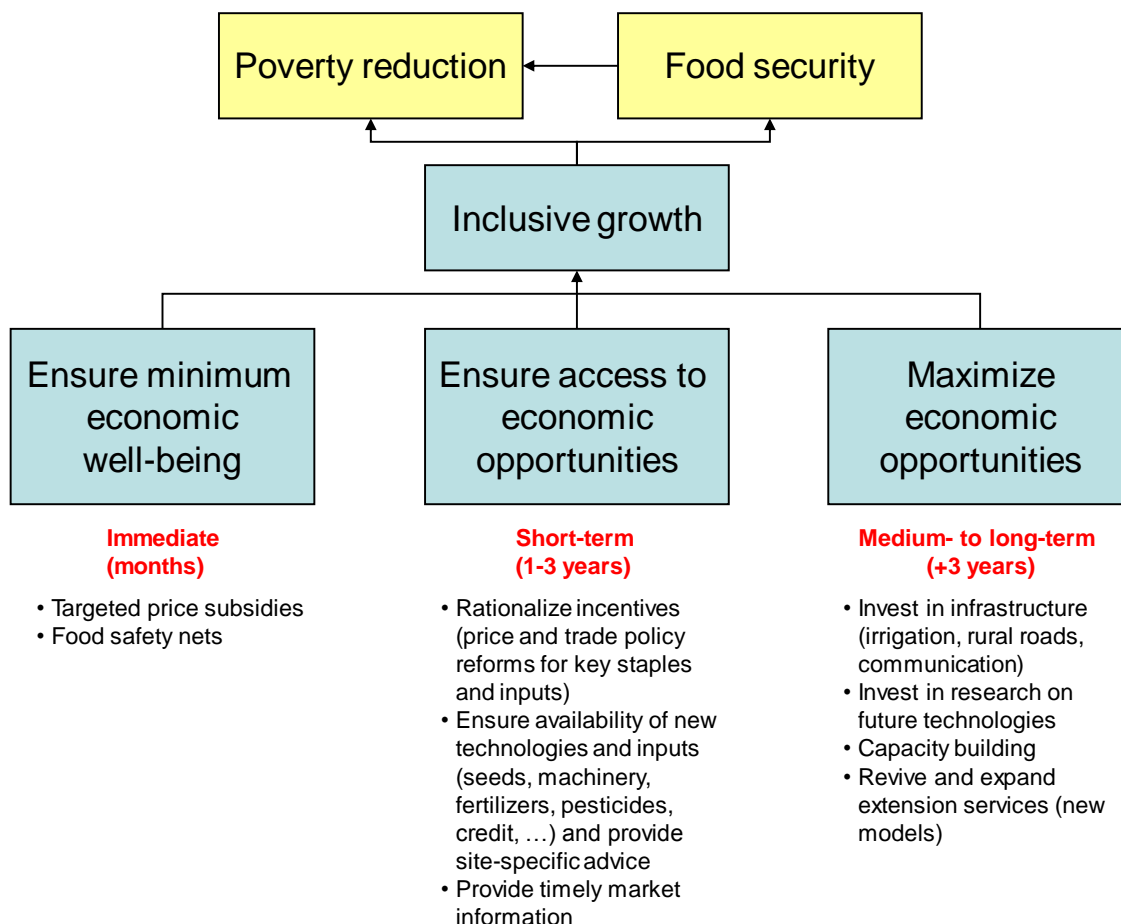 Poverty reduction
Food security
Inclusive growth
Ensure minimum
economic
well-being
Ensure access to
economic
opportunities
Maximize
economic
opportunities
Immediate
(months)
• Targeted price subsidies
• Food safety nets
Short-term
(1-3 years)
• Rationalize incentives
(price and trade policy
reforms for key staples
and inputs)
• Ensure availability of new
technologies and inputs
(seeds, machinery,
fertilizers, pesticides,
credit, …) and provide
site-specific advice
• Provide timely market
information
Medium- to long-term
(+3 years)
• Invest in infrastructure
(irrigation, rural roads,
communication)
• Invest in research on
future technologies
• Capacity building
• Revive and expand
extension services (new
models)